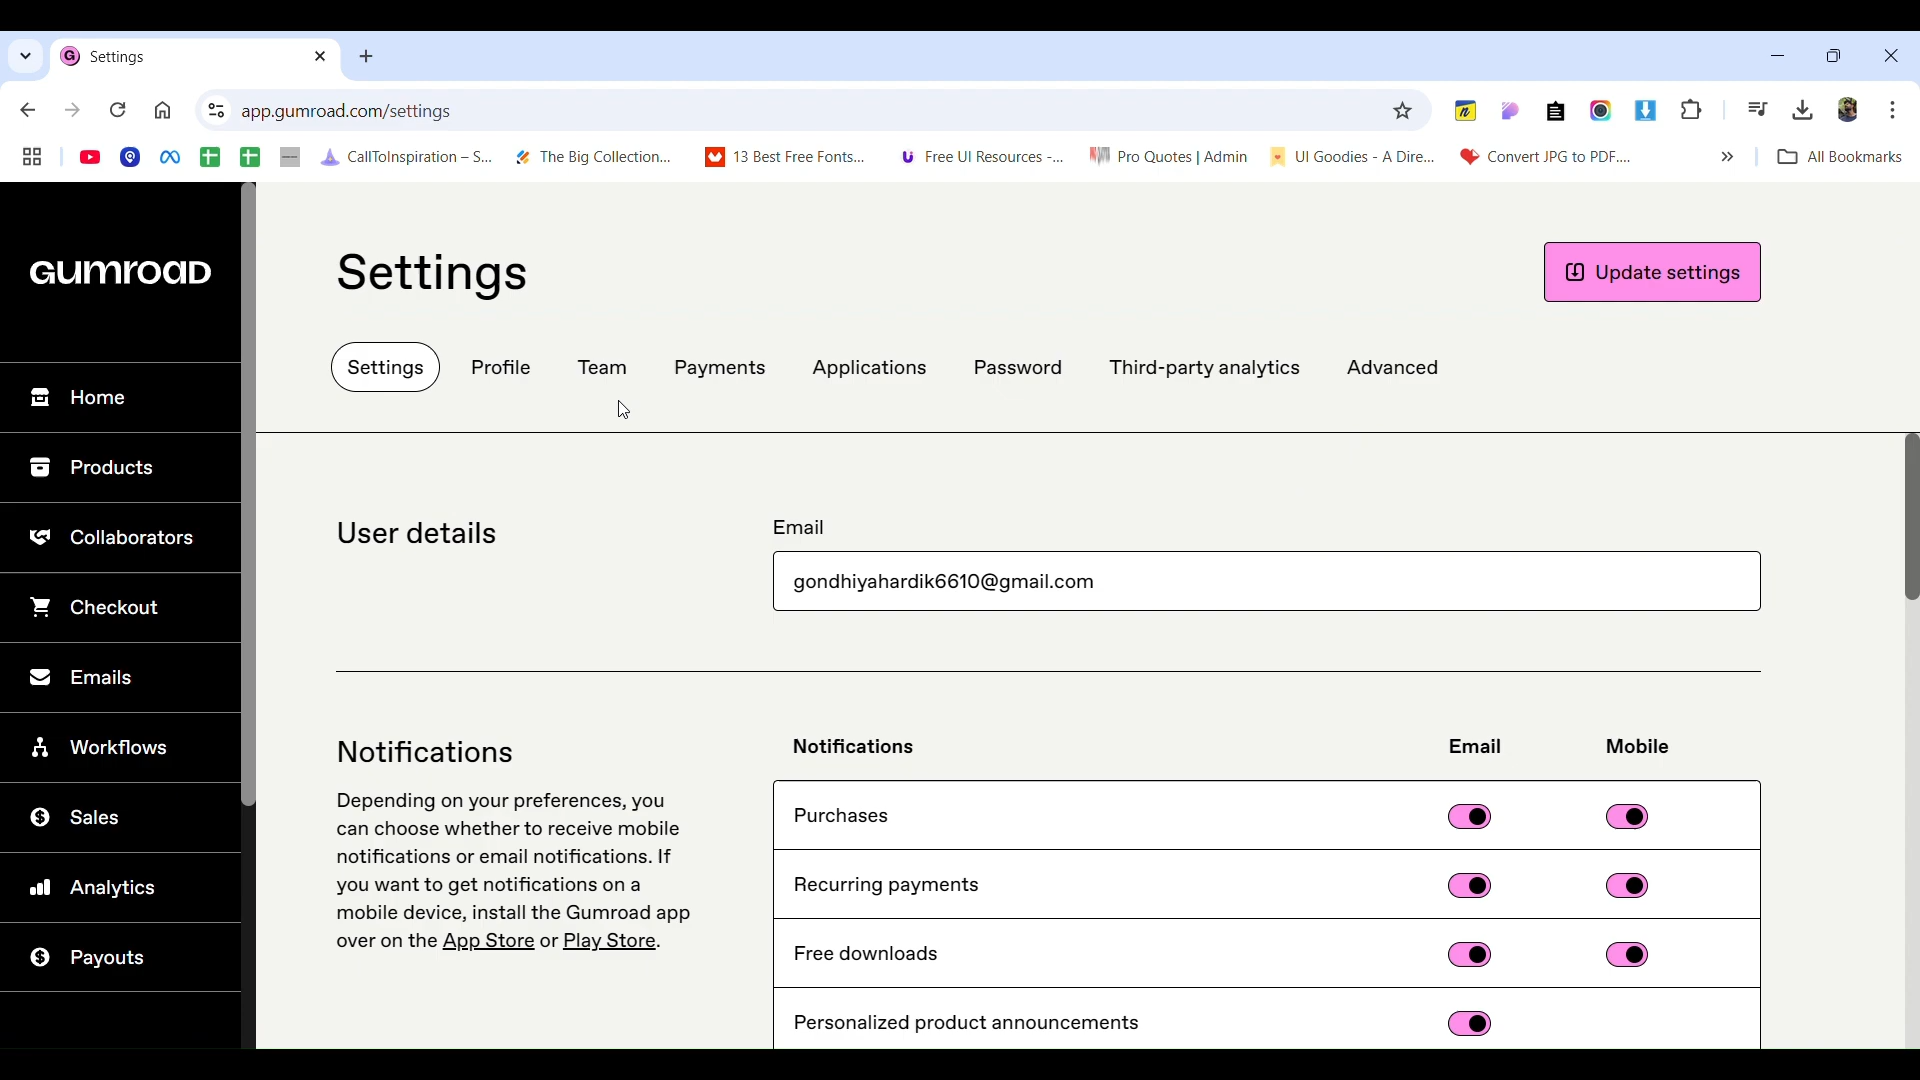 Settings
app.gumroad.com/settings
CallToInspiration – S...
The Big Collection...
13 Best Free Fonts...
Free UI Resources -...
Pro Quotes | Admin
UI Goodies - A Dire...
Convert JPG to PDF....
All Bookmarks
GUMROAD
Home
Products
Collaborators
Checkout
Emails
Workflows
Sales
Analytics
Payouts
Settings
Update settings
Settings
Profile
Team
Payments
Applications
Password
Third-party analytics
Advanced
User details
Email
gondhiyahardik6610@gmail.com
Notifications
Depending on your preferences, you
can choose whether to receive mobile
notifications or email notifications. If
you want to get notifications on a
mobile device, install the Gumroad app
over on the App Store or Play Store.
Notifications
Email
Mobile
Purchases
Recurring payments
Free downloads
Personalized product announcements